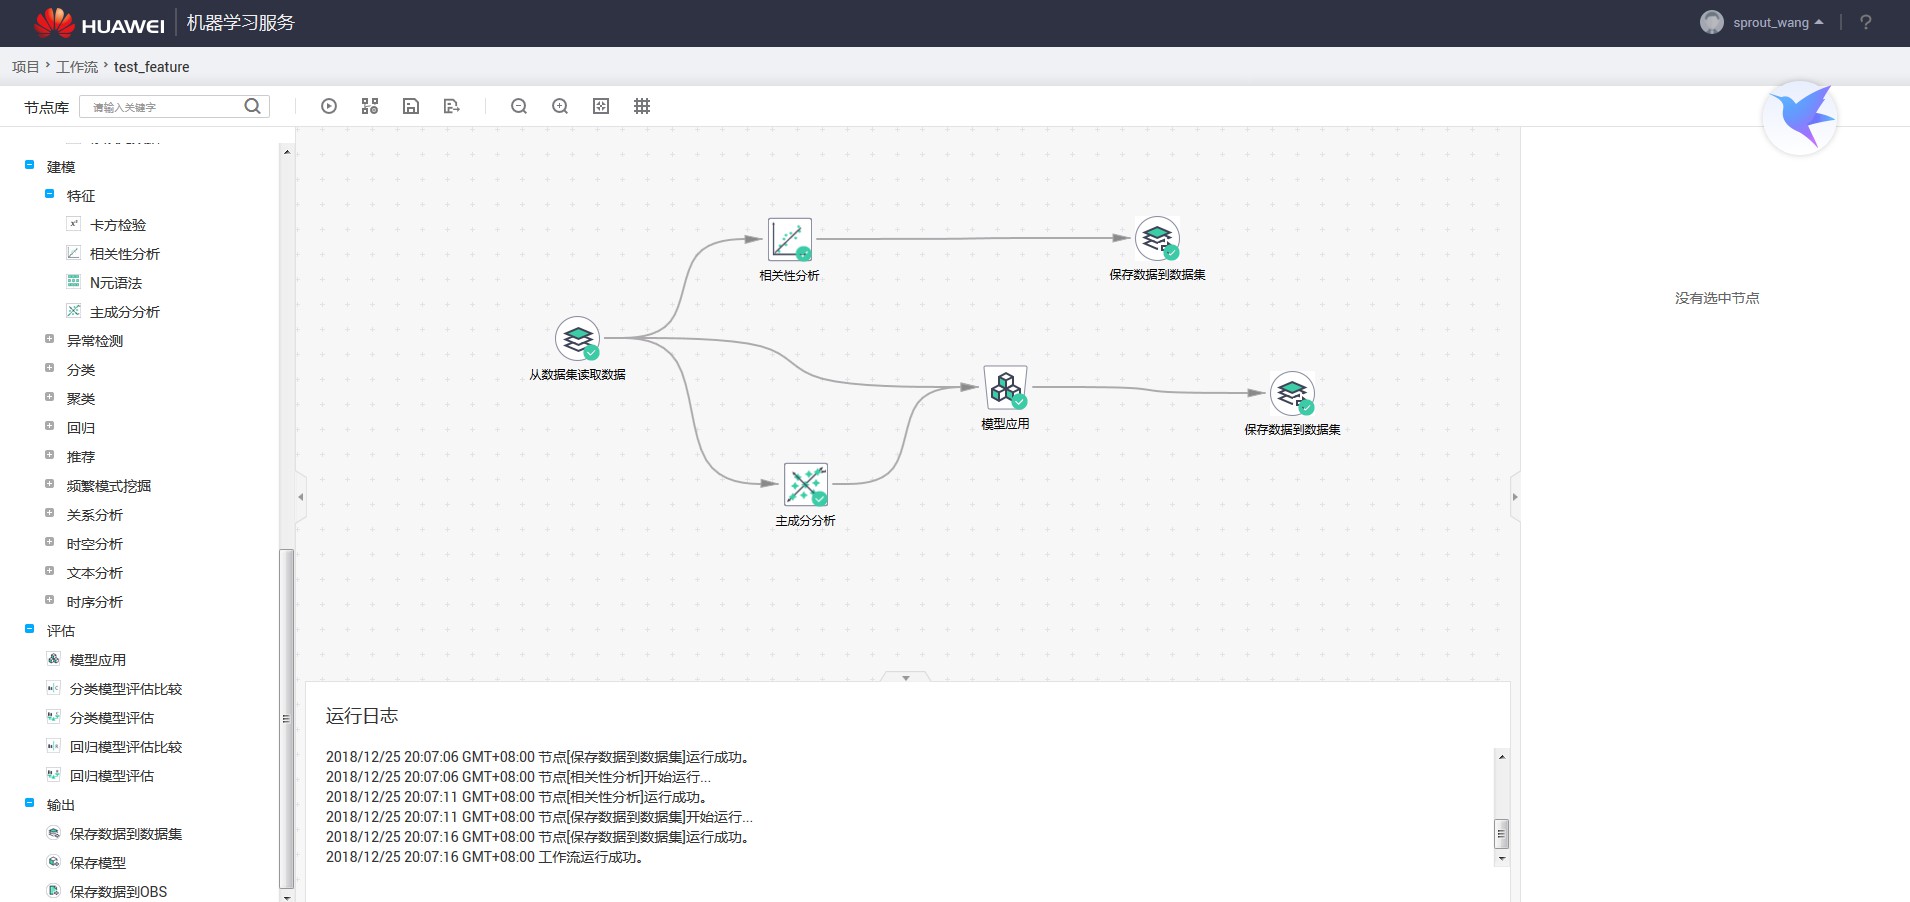 HUAWEI 机器学习服务
sprout_wang
?
项目 › 工作流 › test_feature
节点库 请输入关键字
建模
特征
卡方检验
相关性分析
N元语法
主成分分析
异常检测
分类
聚类
回归
推荐
频繁模式挖掘
关系分析
时空分析
文本分析
时序分析
评估
模型应用
分类模型评估比较
分类模型评估
回归模型评估比较
回归模型评估
输出
保存数据到数据集
保存模型
保存数据到OBS
相关性分析
保存数据到数据集
从数据集读取数据
模型应用
保存数据到数据集
主成分分析
没有选中节点
运行日志
2018/12/25 20:07:06 GMT+08:00 节点[保存数据到数据集]运行成功。
2018/12/25 20:07:06 GMT+08:00 节点[相关性分析]开始运行...
2018/12/25 20:07:11 GMT+08:00 节点[相关性分析]运行成功。
2018/12/25 20:07:11 GMT+08:00 节点[保存数据到数据集]开始运行...
2018/12/25 20:07:16 GMT+08:00 节点[保存数据到数据集]运行成功。
2018/12/25 20:07:16 GMT+08:00 工作流运行成功。